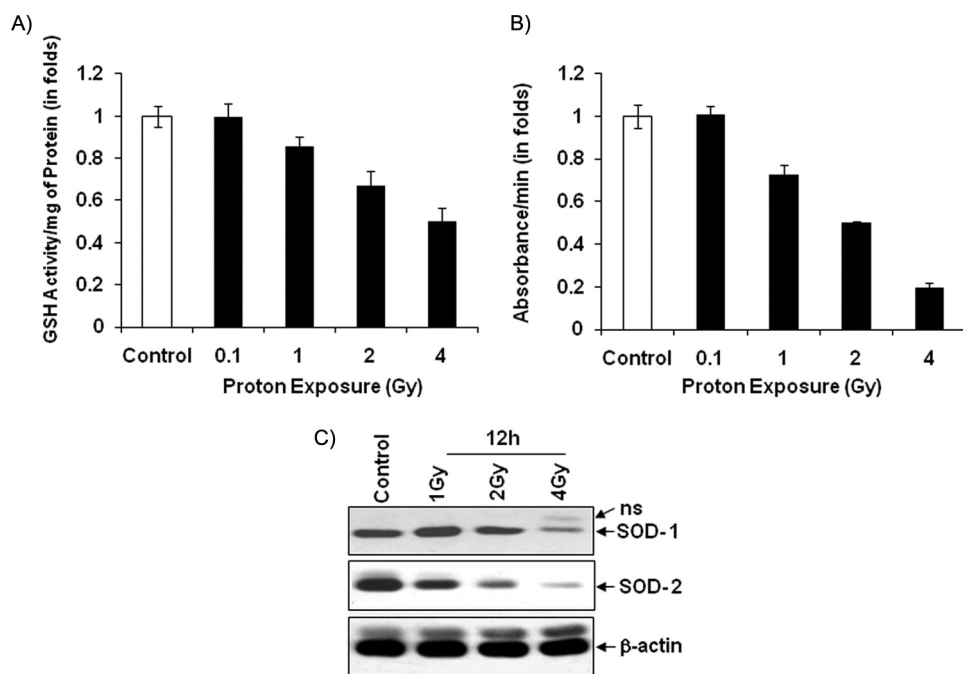 A)
GSH Activity/mg of Protein (in folds)
1.2
1
0.8
0.6
0.4
0.2
0
Control 0.1 1 2 4
Proton Exposure (Gy)
B)
Absorbance/min (in folds)
1.2
1
0.8
0.6
0.4
0.2
0
Control 0.1 1 2 4
Proton Exposure (Gy)
C)
12h
Control 1Gy 2Gy 4Gy
ns
SOD-1
SOD-2
β-actin